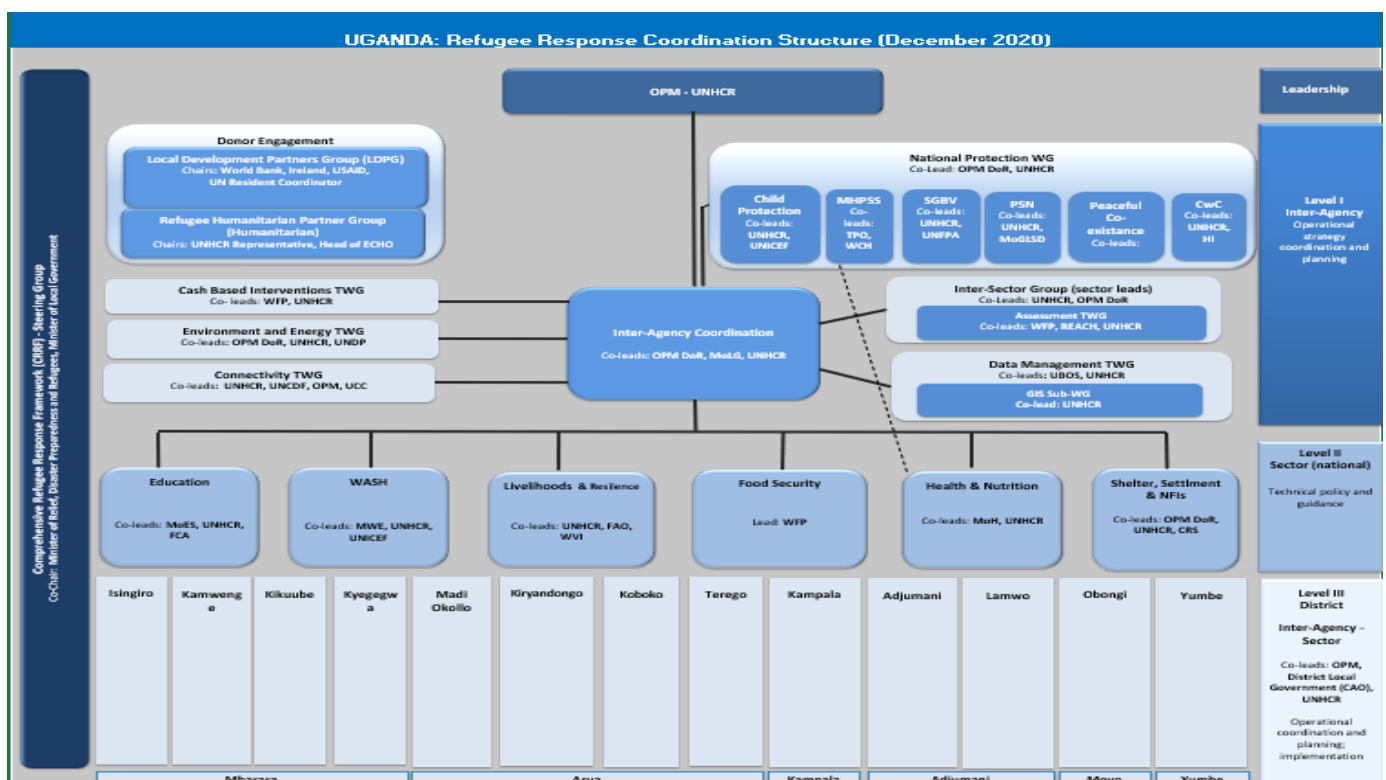 UGANDA: Refugee Response Coordination Structure (December 2020)
Comprehensive Refugee Response Framework (CRRF) - Steering Group
Co-Chair: Minister of Relief, Disaster Preparedness and Refugees, Minister of Local Government
OPM - UNHCR
Leadership
Donor Engagement
Local Development Partners Group (LDPG)
Chairs: World Bank, Ireland, USAID,
UN Resident Coordinator
Refugee Humanitarian Partner Group
(Humanitarian)
Chairs: UNHCR Representative, Head of ECHO
National Protection WG
Co-Lead: OPM DoR, UNHCR
Child
Protection
Co-leads:
UNHCR,
UNICEF
MHPSS
Co-
leads:
TPO,
WCH
SGBV
Co-leads:
UNHCR,
UNFPA
PSN
Co-leads:
UNHCR,
MoGLSD
Peaceful
Co-
existance
Co-leads:
CwC
Co-leads:
UNHCR,
HI
Level I
Inter-Agency
Operational
strategy
coordination and
planning
Cash Based Interventions TWG
Co- leads: WFP, UNHCR
Environment and Energy TWG
Co-leads: OPM DoR, UNHCR, UNDP
Connectivity TWG
Co-leads: UNHCR, UNCDF, OPM, UCC
Inter-Agency Coordination
Co-leads: OPM DoR, MoLG, UNHCR
Inter-Sector Group (sector leads)
Co-Leads: UNHCR, OPM DoR
Assessment TWG
Co-leads: WFP, REACH, UNHCR
Data Management TWG
Co-leads: UBOS, UNHCR
GIS Sub-WG
Co-lead: UNHCR
Education
Co-leads: MoES, UNHCR,
FCA
WASH
Co-leads: MWE, UNHCR,
UNICEF
Livelihoods & Resilence
Co-leads: UNHCR, FAO,
WVI
Food Security
Lead: WFP
Health & Nutrition
Co-leads: MoH, UNHCR
Shelter, Settlment
& NFIs
Co-leads: OPM DoR,
UNHCR, CRS
Level II
Sector (national)
Technical policy and
guidance
Isingiro
Kamweng
e
Kikuube
Kyegegw
a
Madi
Okollo
Kiryandongo
Koboko
Terego
Kampala
Adjumani
Lamwo
Obongi
Yumbe
Level III
District
Inter-Agency –
Sector
Co-leads: OPM,
District Local
Government (CAO),
UNHCR
Operational
coordination and
planning;
implementation
Mbarara
Arua
Kampala
Adjumani
Moyo
Yumbe